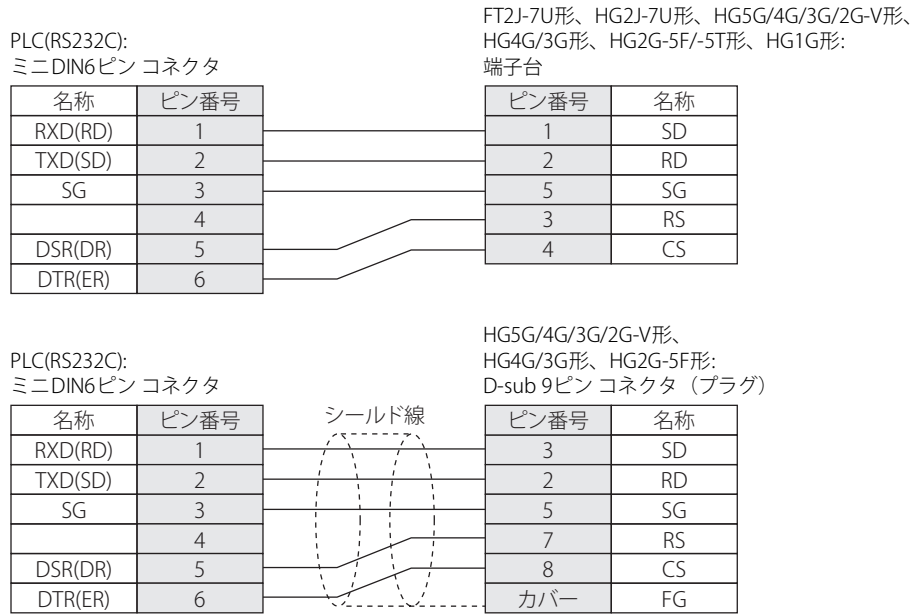 PLC(RS232C):
ミニDIN6ピン コネクタ
FT2J-7U形、HG2J-7U形、HG5G/4G/3G/2G-V形、
HG4G/3G形、HG2G-5F/-5T形、HG1G形:
端子台
名称 ピン番号 ピン番号 名称
RXD(RD) 1 1 SD
TXD(SD) 2 2 RD
SG 3 5 SG
4 3 RS
DSR(DR) 5 4 CS
DTR(ER) 6
PLC(RS232C):
ミニDIN6ピン コネクタ
HG5G/4G/3G/2G-V形、
HG4G/3G形、HG2G-5F形:
D-sub 9ピン コネクタ（プラグ）
名称 ピン番号 シールド線 ピン番号 名称
RXD(RD) 1 3 SD
TXD(SD) 2 2 RD
SG 3 5 SG
4 7 RS
DSR(DR) 5 8 CS
DTR(ER) 6 カバー FG